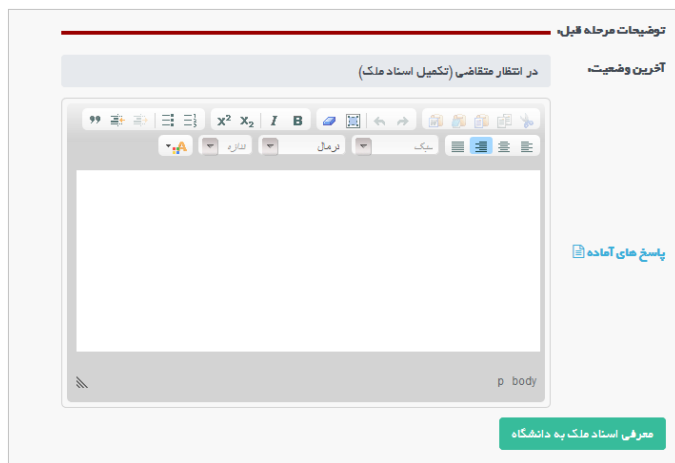 توضیحات مرحله قبل:
آخرین وضعیت:
در انتظار متقاضی (تکمیل اسناد ملک)
X² X₂ I B
سبک
نرمال
اندازه
A
پاسخ های آماده
body p
معرفی اسناد ملک به دانشگاه